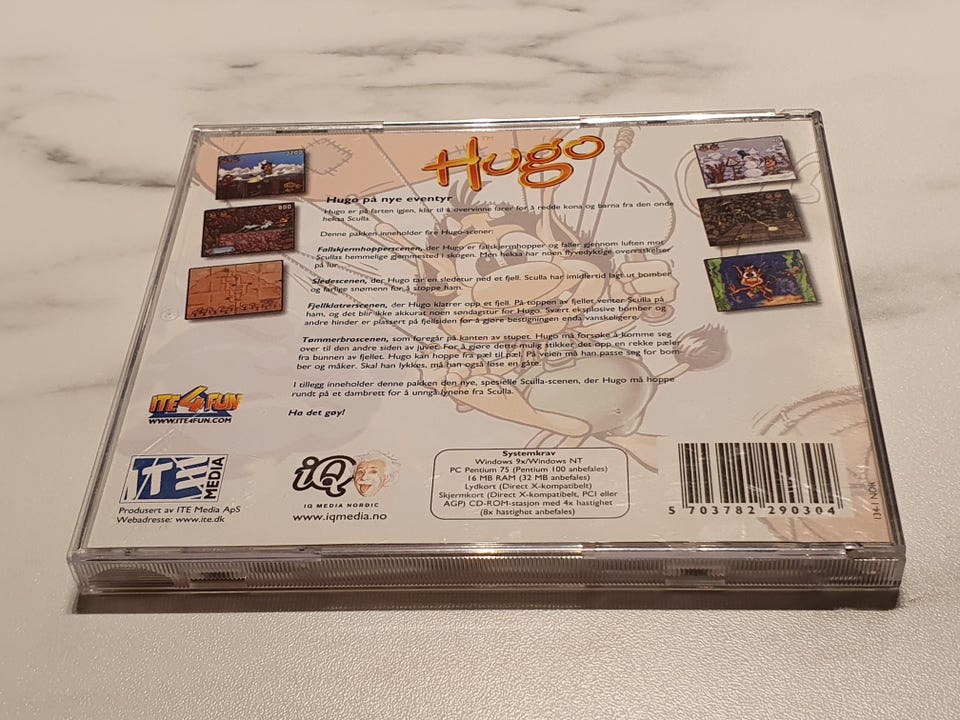 Hugo
Hugo på nye eventyr
Hugo er på farten igjen, klar til å overvinne farer for å redde kona og barna fra den onde
heksa Sculla.
Denne pakken inneholder fire Hugo-scener:
Fallskjermhopperscenen, der Hugo er fallskjermhopper og faller gjennom luften mot
Scullas hemmelige gjemmested i skogen. Men heksa har noen flyvedyktige overraskelser
på lur.
Sledescenen, der Hugo tar en sledetur ned et fjell. Sculla har imidlertid lagt ut bomber
og farlige snømenn for å stoppe ham.
Fjellklatrerscenen, der Hugo klatrer opp et fjell. På toppen av fjellet venter Sculla på
ham, og det blir ikke akkurat noen søndagstur for Hugo. Svært eksplosive bomber og
andre hinder er plassert på fjellsiden for å gjøre bestigningen enda vanskeligere.
Tømmerbroscenen, som foregår på kanten av stupet. Hugo må forsøke å komme seg
over til den andre siden av juvet. For å gjøre dette mulig stikker det opp en rekke pæler
fra bunnen av fjellet. Hugo kan hoppe fra pæl til pæl. På veien må han passe seg for bom-
ber og måker. Skal han lykkes, må han også løse en gåte.
I tillegg inneholder denne pakken den nye, spesielle Sculla-scenen, der Hugo må hoppe
rundt på et dambrett for å unngå lynene fra Sculla.
Ha det gøy!
ITE4FUN
WWW.ITE4FUN.COM
ITE MEDIA
Produsert av ITE Media ApS
Webadresse: www.ite.dk
iQ
IQ MEDIA NORDIC
www.iqmedia.no
Systemkrav
Windows 9x/Windows NT
PC Pentium 75 (Pentium 100 anbefales)
16 MB RAM (32 MB anbefales)
Lydkort (Direct X-kompatibelt)
Skjermkort (Direct X-kompatibelt, PCI eller
AGP) CD-ROM-stasjon med 4x hastighet
(8x hastighet anbefales)
5 703782 290304
134-1 NOR